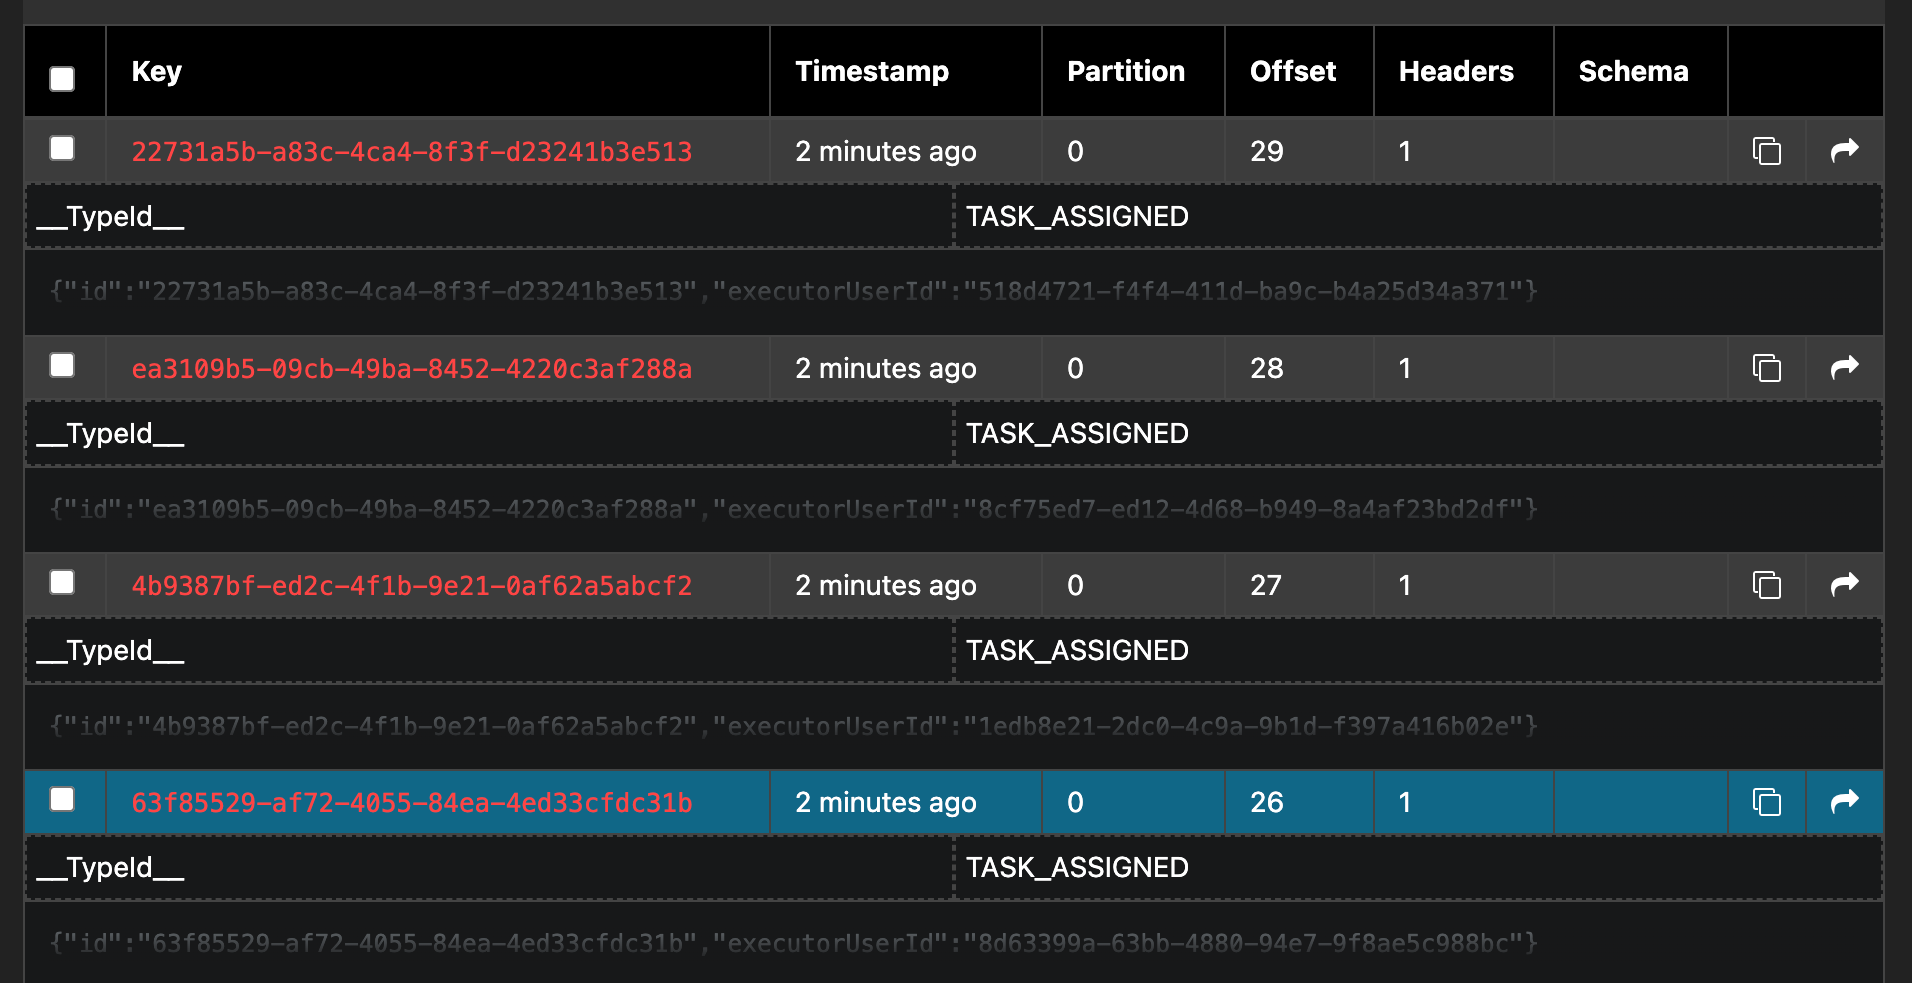 Key Timestamp Partition Offset Headers Schema
22731a5b-a83c-4ca4-8f3f-d23241b3e513 2 minutes ago 0 29 1
__TypeId__ TASK_ASSIGNED
{"id":"22731a5b-a83c-4ca4-8f3f-d23241b3e513","executorUserId":"518d4721-f4f4-411d-ba9c-b4a25d34a371"}
ea3109b5-09cb-49ba-8452-4220c3af288a 2 minutes ago 0 28 1
__TypeId__ TASK_ASSIGNED
{"id":"ea3109b5-09cb-49ba-8452-4220c3af288a","executorUserId":"8cf75ed7-ed12-4d68-b949-8a4af23bd2df"}
4b9387bf-ed2c-4f1b-9e21-0af62a5abcf2 2 minutes ago 0 27 1
__TypeId__ TASK_ASSIGNED
{"id":"4b9387bf-ed2c-4f1b-9e21-0af62a5abcf2","executorUserId":"1edb8e21-2dc0-4c9a-9b1d-f397a416b02e"}
63f85529-af72-4055-84ea-4ed33cfdc31b 2 minutes ago 0 26 1
__TypeId__ TASK_ASSIGNED
{"id":"63f85529-af72-4055-84ea-4ed33cfdc31b","executorUserId":"8d63399a-63bb-4880-94e7-9f8ae5c988bc"}